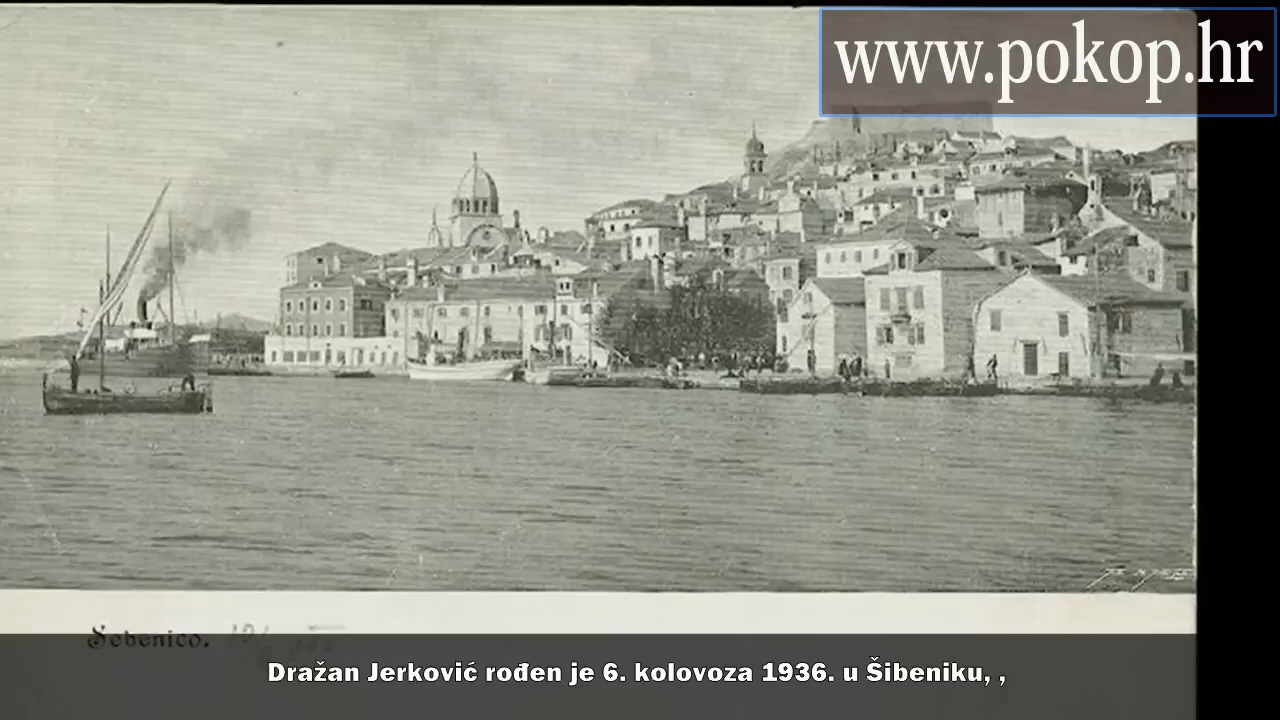 www.pokop.hr
Sebenico.
Dražan Jerković rođen je 6. kolovoza 1936. u Šibeniku, ,